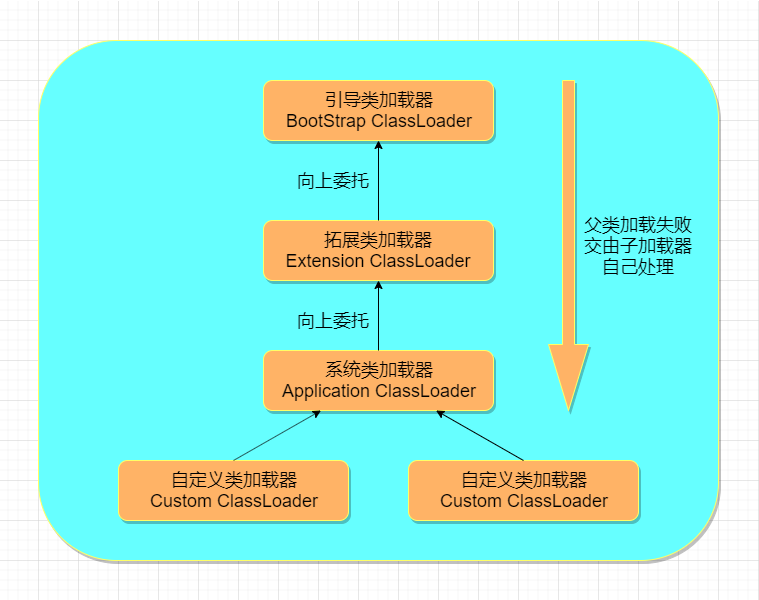 引导类加载器
BootStrap ClassLoader
向上委托
拓展类加载器
Extension ClassLoader
向上委托
系统类加载器
Application ClassLoader
自定义类加载器
Custom ClassLoader
自定义类加载器
Custom ClassLoader
父类加载失败
交由子加载器
自己处理